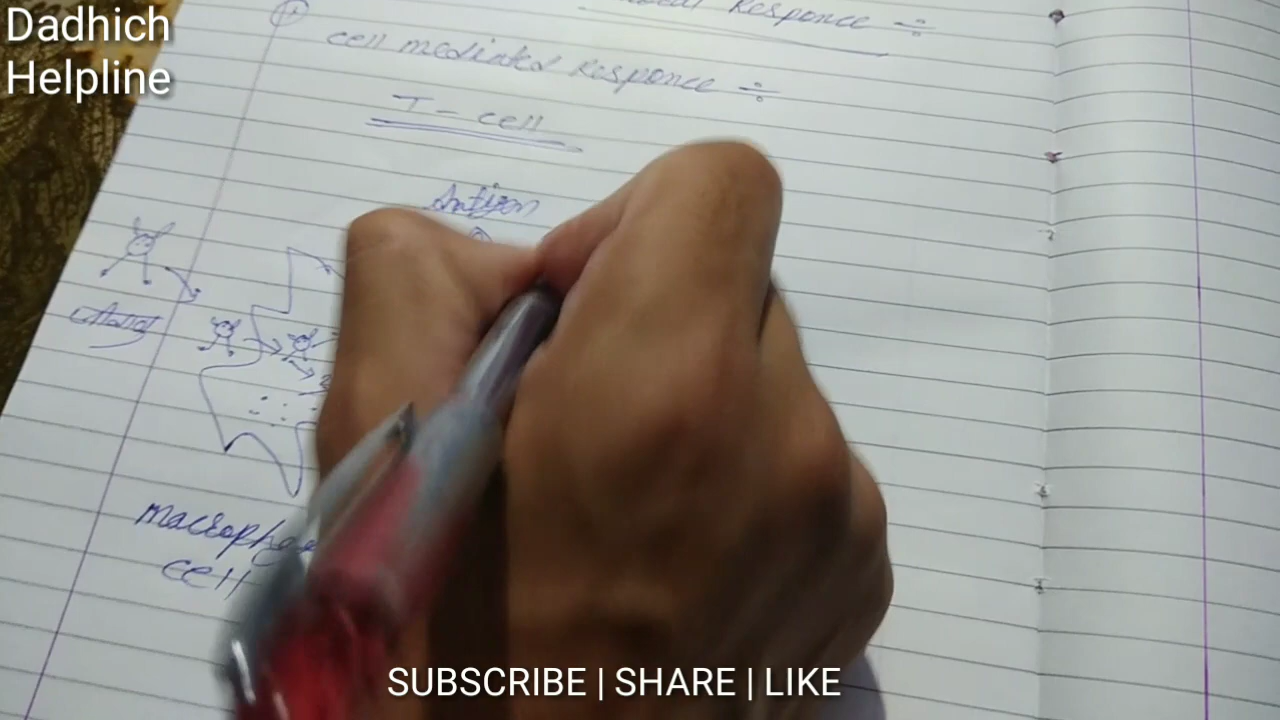 Dadhich
Helpline
Responce ÷
cell mediated Responce ÷
T - cell
Antigen
macrophage
cell
SUBSCRIBE | SHARE | LIKE